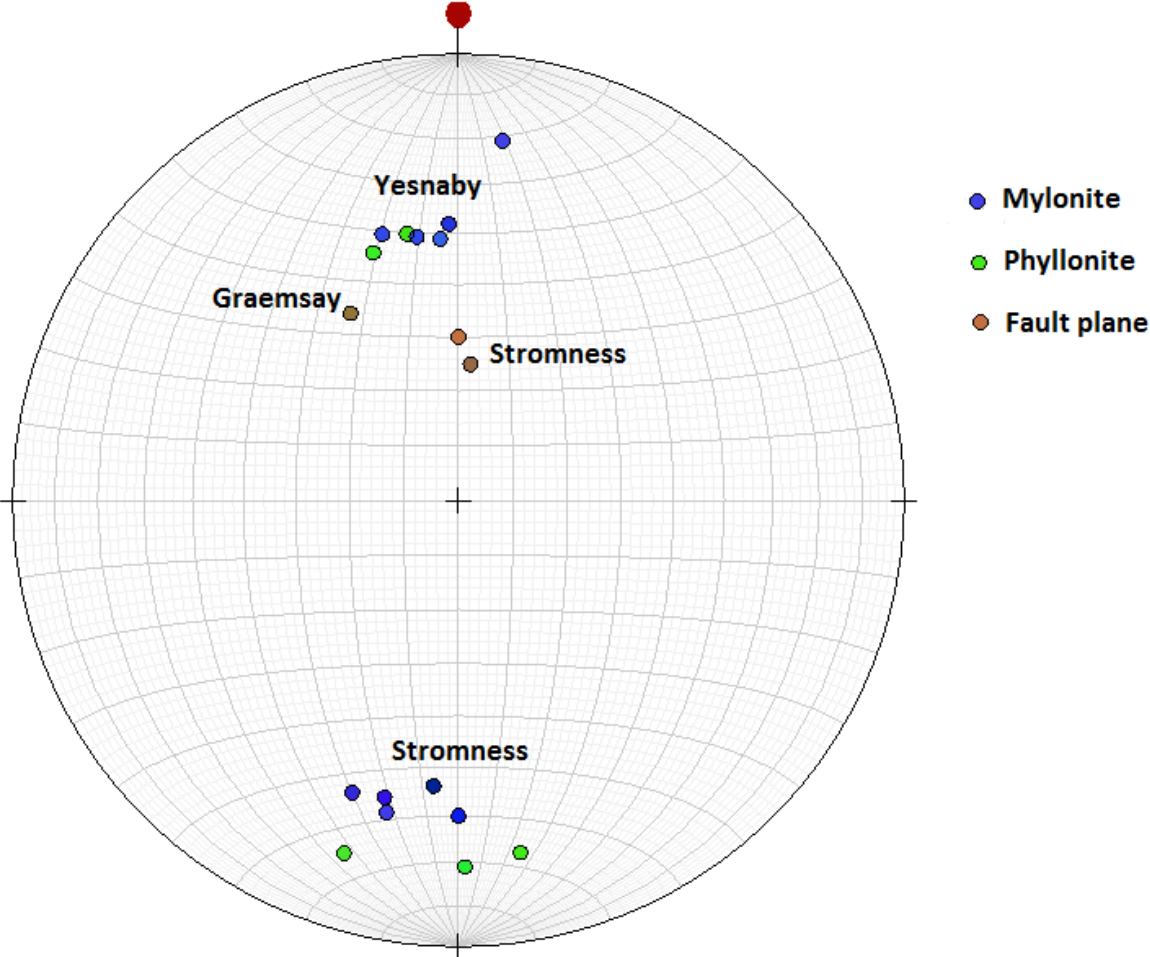 Yesnaby
Mylonite
Phyllonite
Graemsay
Fault plane
Stromness
Stromness